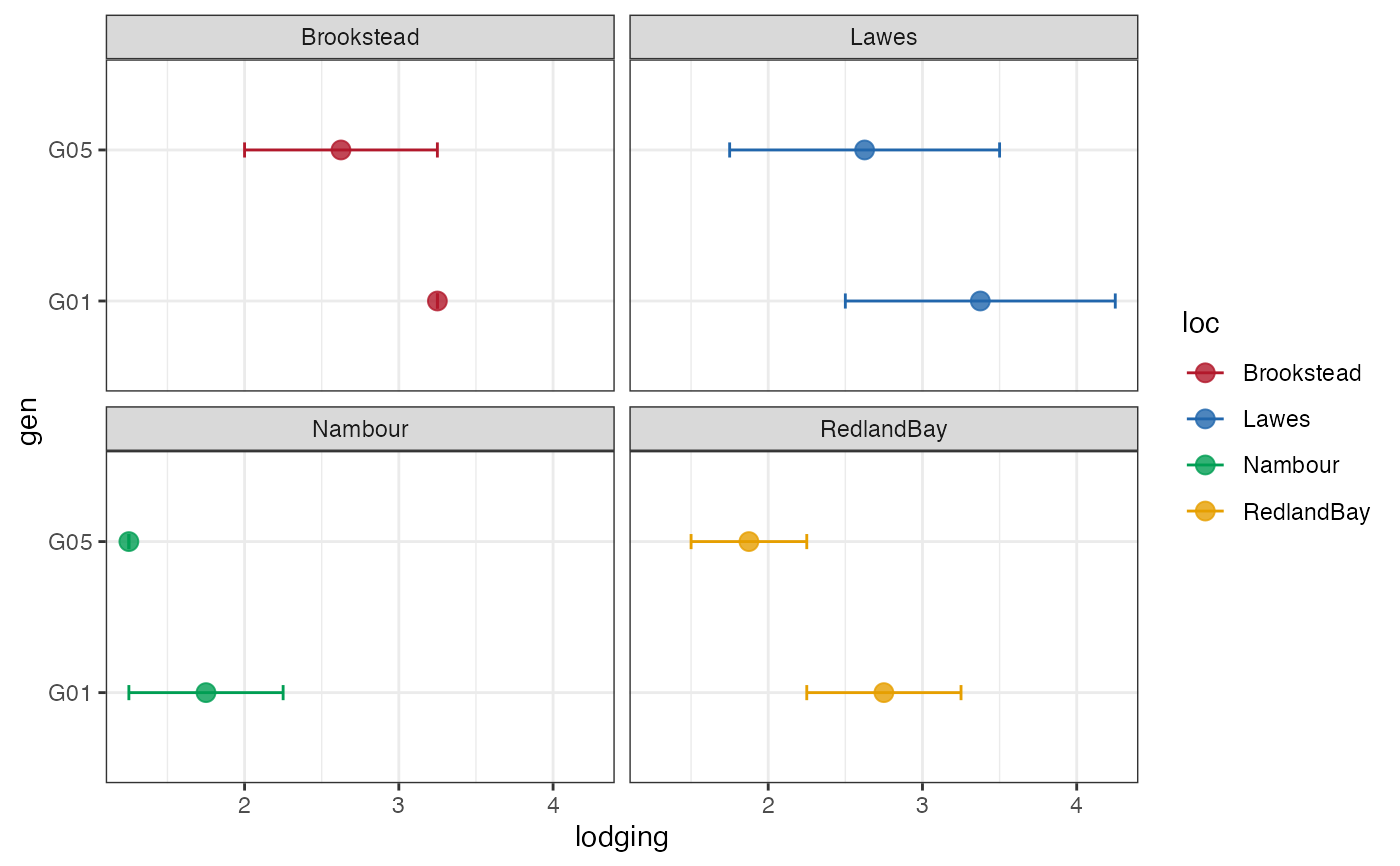 Brookstead
Lawes
G05
G01
Nambour
RedlandBay
G05
G01
2 3 4
2 3 4
lodging
gen
loc
Brookstead
Lawes
Nambour
RedlandBay